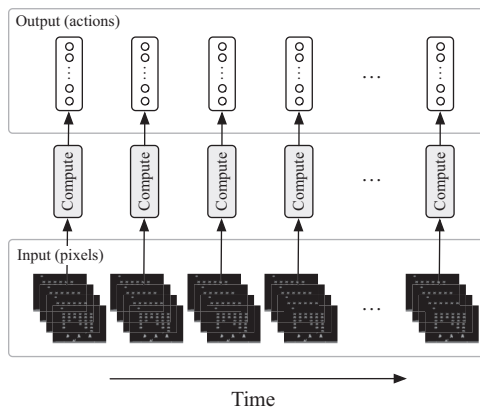 Output (actions)
...
Compute
Compute
Compute
Compute
...
Compute
Input (pixels)
...
Time